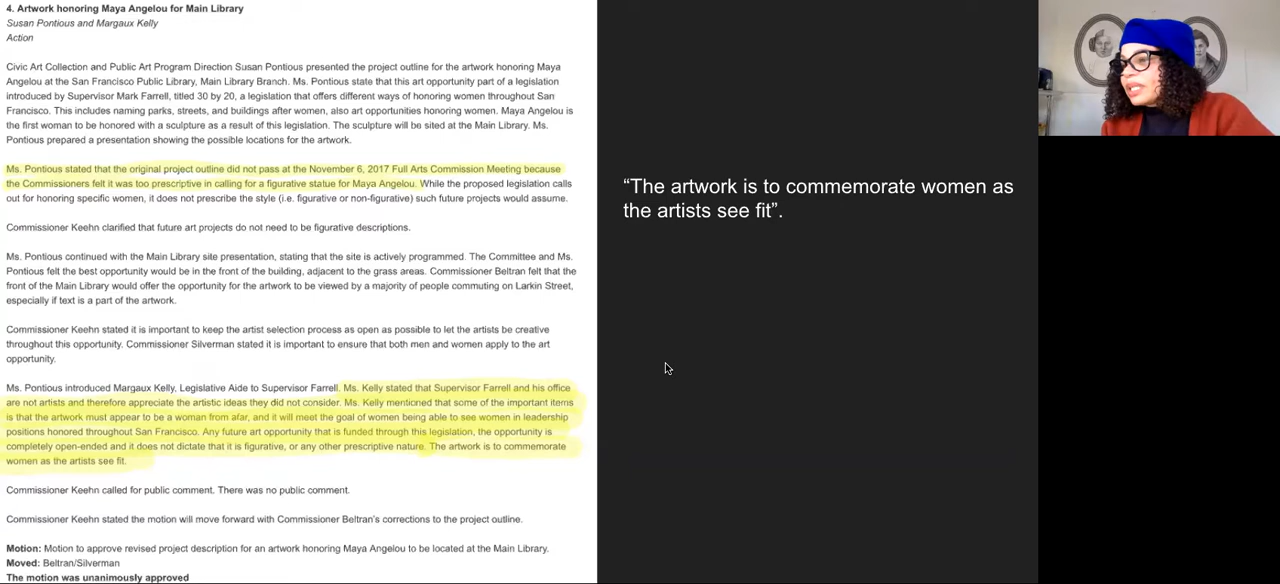 4. Artwork honoring Maya Angelou for Main Library
Susan Pontious and Margaux Kelly
Action
Civic Art Collection and Public Art Program Direction Susan Pontious presented the project outline for the artwork honoring Maya
Angelou at the San Francisco Public Library, Main Library Branch. Ms. Pontious state that this art opportunity part of a legislation
introduced by Supervisor Mark Farrell, titled 30 by 20, a legislation that offers different ways of honoring women throughout San
Francisco. This includes naming parks, streets, and buildings after women, also art opportunities honoring women. Maya Angelou is
the first woman to be honored with a sculpture as a result of this legislation. The sculpture will be sited at the Main Library. Ms.
Pontious prepared a presentation showing the possible locations for the artwork.
Ms. Pontious stated that the original project outline did not pass at the November 6, 2017 Full Arts Commission Meeting because
the Commissioners felt it was too prescriptive in calling for a figurative statue for Maya Angelou. While the proposed legislation calls
out for honoring specific women, it does not prescribe the style (i.e. figurative or non-figurative) such future projects would assume.
Commissioner Keehn clarified that future art projects do not need to be figurative descriptions.
Ms. Pontious continued with the Main Library site presentation, stating that the site is actively programmed. The Committee and Ms.
Pontious felt the best opportunity would be in the front of the building, adjacent to the grass areas. Commissioner Beltran felt that the
front of the Main Library would offer the opportunity for the artwork to be viewed by a majority of people commuting on Larkin Street,
especially if text is a part of the artwork.
Commissioner Keehn stated it is important to keep the artist selection process as open as possible to let the artists be creative
throughout this opportunity. Commissioner Silverman stated it is important to ensure that both men and women apply to the art
opportunity.
Ms. Pontious introduced Margaux Kelly, Legislative Aide to Supervisor Farrell. Ms. Kelly stated that Supervisor Farrell and his office
are not artists and therefore appreciate the artistic ideas they did not consider. Ms. Kelly mentioned that some of the important items
is that the artwork must appear to be a woman from afar, and it will meet the goal of women being able to see women in leadership
positions honored throughout San Francisco. Any future art opportunity that is funded through this legislation, the opportunity is
completely open-ended and it does not dictate that it is figurative, or any other prescriptive nature. The artwork is to commemorate
women as the artists see fit.
Commissioner Keehn called for public comment. There was no public comment.
Commissioner Keehn stated the motion will move forward with Commissioner Beltran's corrections to the project outline.
Motion: Motion to approve revised project description for an artwork honoring Maya Angelou to be located at the Main Library.
Moved: Beltran/Silverman
The motion was unanimously approved
“The artwork is to commemorate women as
the artists see fit”.